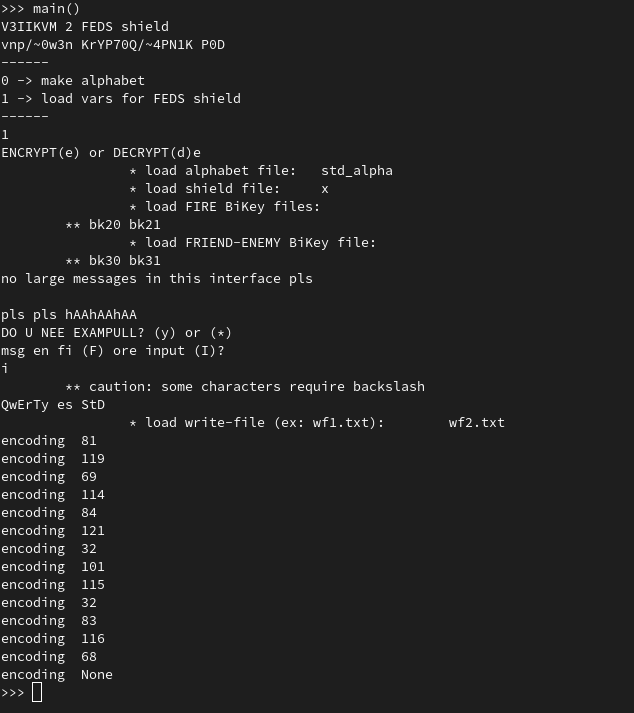 >>> main()
V3IIKVM 2 FEDS shield
vnp/~0w3n KrYP70Q/~4PN1K P0D
------
0 -> make alphabet
1 -> load vars for FEDS shield
------
1
ENCRYPT(e) or DECRYPT(d)e
* load alphabet file: std_alpha
* load shield file: x
* load FIRE BiKey files:
** bk20 bk21
* load FRIEND-ENEMY BiKey file:
** bk30 bk31
no large messages in this interface pls
pls pls hAAhAAhAA
DO U NEE EXAMPULL? (y) or (*)
msg en fi (F) ore input (I)?
i
** caution: some characters require backslash
QwErTy es StD
* load write-file (ex: wf1.txt): wf2.txt
encoding 81
encoding 119
encoding 69
encoding 114
encoding 84
encoding 121
encoding 32
encoding 101
encoding 115
encoding 32
encoding 83
encoding 116
encoding 68
encoding None
>>>